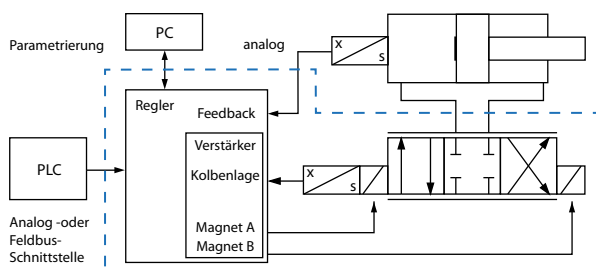 Parametrierung
PC
analog
x
s
Regler
Feedback
Verstärker
Kolbenlage
PLC
x
s
Analog -oder
Feldbus-
Schnittstelle
Magnet A
Magnet B